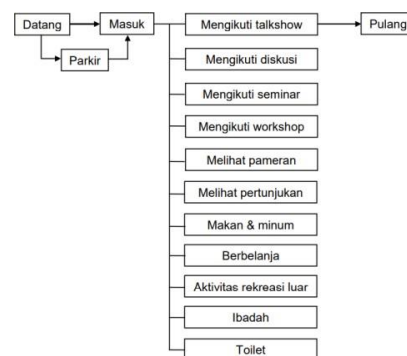 Datang
Masuk
Mengikuti talkshow
Pulang
Parkir
Mengikuti diskusi
Mengikuti seminar
Mengikuti workshop
Melihat pameran
Melihat pertunjukan
Makan & minum
Berbelanja
Aktivitas rekreasi luar
Ibadah
Toilet